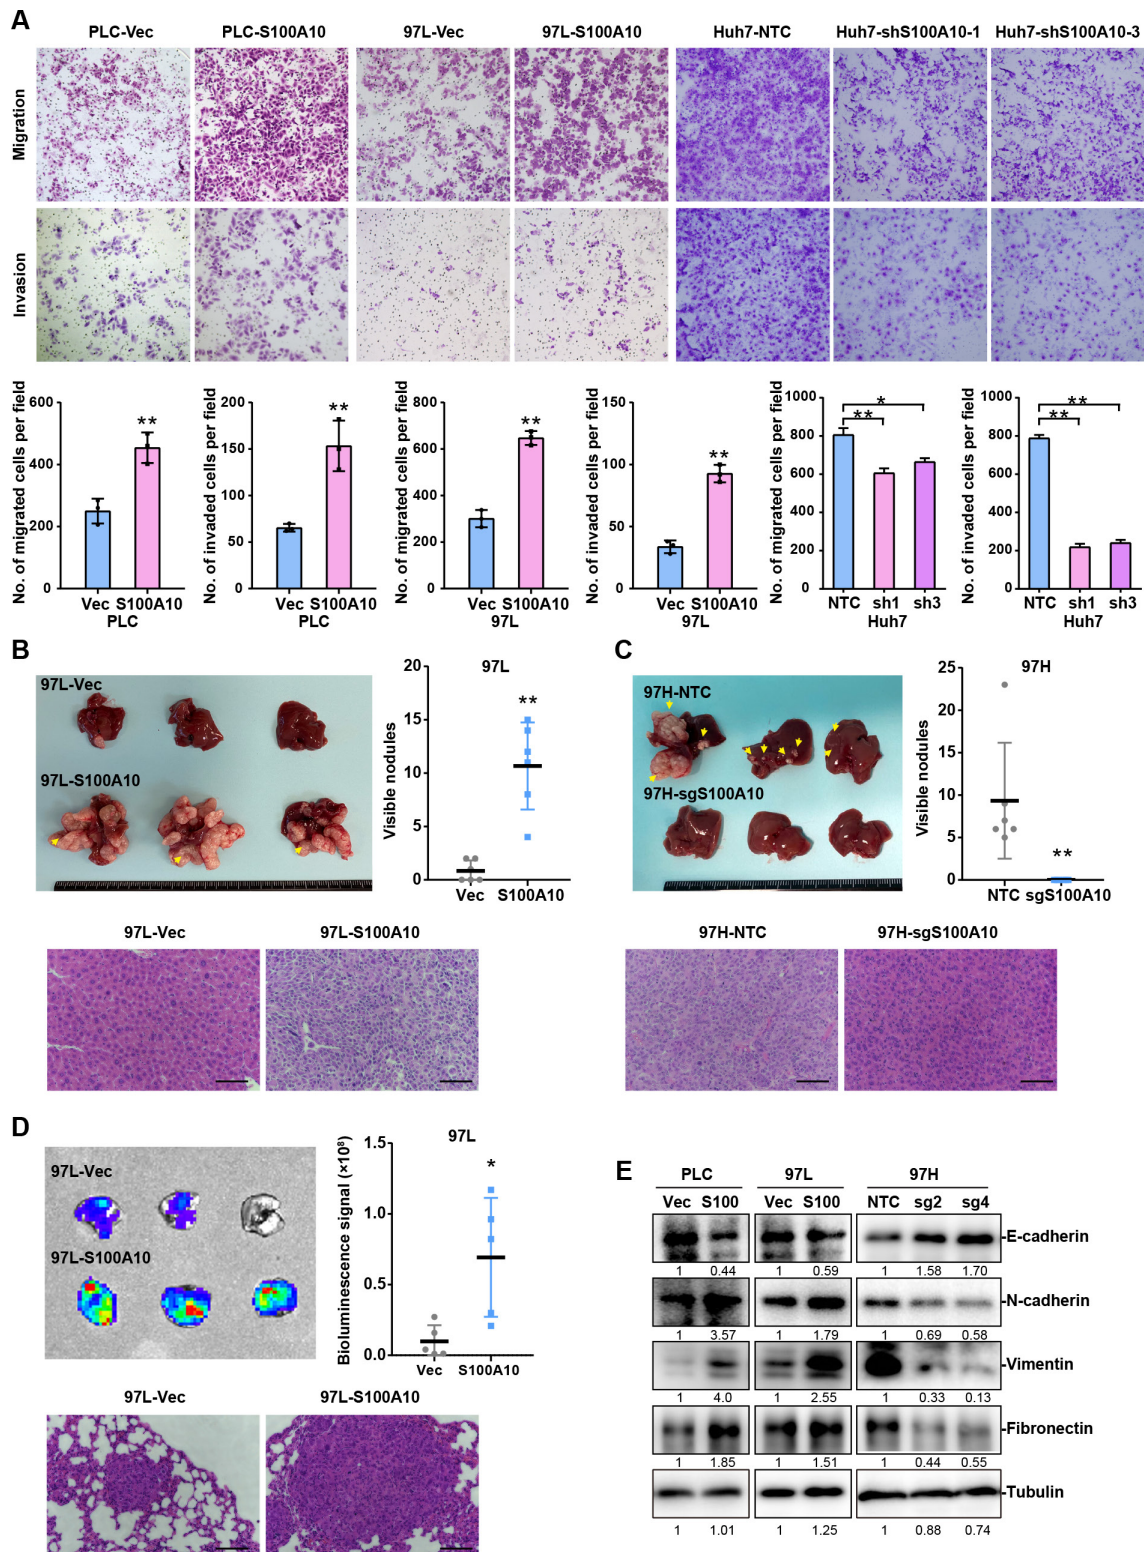 A
PLC-Vec PLC-S100A10 97L-Vec 97L-S100A10 Huh7-NTC Huh7-shS100A10-1 Huh7-shS100A10-3
Migration
Invasion
No. of migrated cells per field
600
400
200
0
**
Vec S100A10
PLC
No. of invaded cells per field
200
150
100
50
0
**
Vec S100A10
PLC
No. of migrated cells per field
800
600
400
200
0
**
Vec S100A10
97L
No. of invaded cells per field
150
100
50
0
**
Vec S100A10
97L
No. of migrated cells per field
1000
800
600
400
200
0
*
**
NTC sh1 sh3
Huh7
No. of invaded cells per field
1000
800
600
400
200
0
**
**
NTC sh1 sh3
Huh7
B
97L-Vec
97L-S100A10
97L
Visible nodules
20
15
10
5
0
**
Vec S100A10
97L-Vec 97L-S100A10
C
97H-NTC
97H-sgS100A10
97H
Visible nodules
25
20
15
10
5
0
**
NTC sgS100A10
97H-NTC 97H-sgS100A10
D
97L-Vec
97L-S100A10
97L
Bioluminescence signal (×10⁸)
1.5
1.0
0.5
0.0
*
Vec S100A10
97L-Vec 97L-S100A10
E
PLC 97L 97H
Vec S100 Vec S100 NTC sg2 sg4
-E-cadherin
1 0.44 1 0.59 1 1.58 1.70
-N-cadherin
1 3.57 1 1.79 1 0.69 0.58
-Vimentin
1 4.0 1 2.55 1 0.33 0.13
-Fibronectin
1 1.85 1 1.51 1 0.44 0.55
-Tubulin
1 1.01 1 1.25 1 0.88 0.74